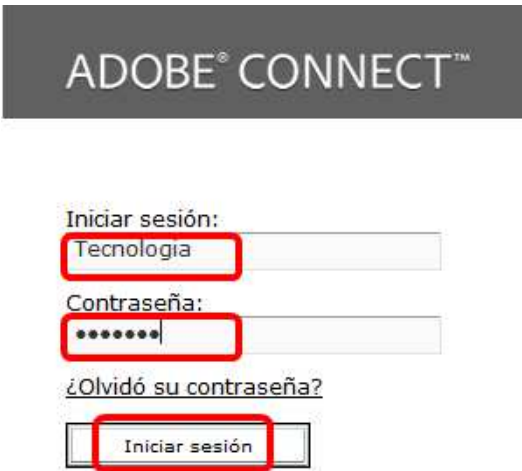 ADOBE® CONNECT™
Iniciar sesión:
Tecnologia
Contraseña:
•••••••
¿Olvidó su contraseña?
Iniciar sesión